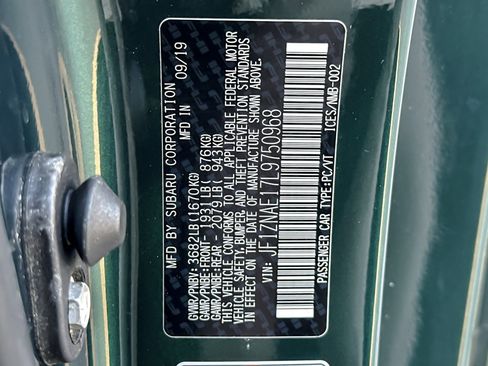 MFD BY SUBARU CORPORATION 09/19
GVWR/PNBV: 3682LB(1670KG)
GAWR/PNBE:FRONT- 1931LB( 876KG)
GAWR/PNBE:REAR - 2079LB( 943KG)
THIS VEHICLE CONFORMS TO ALL APPLICABLE FEDERAL MOTOR
VEHICLE SAFETY, BUMPER, AND THEFT PREVENTION STANDARDS
IN EFFECT ON THE DATE OF MANUFACTURE SHOWN ABOVE.
VIN: JF1ZNAE17L9750968
PASSENGER CAR TYPE:PC/VT
ICES/NMB-002